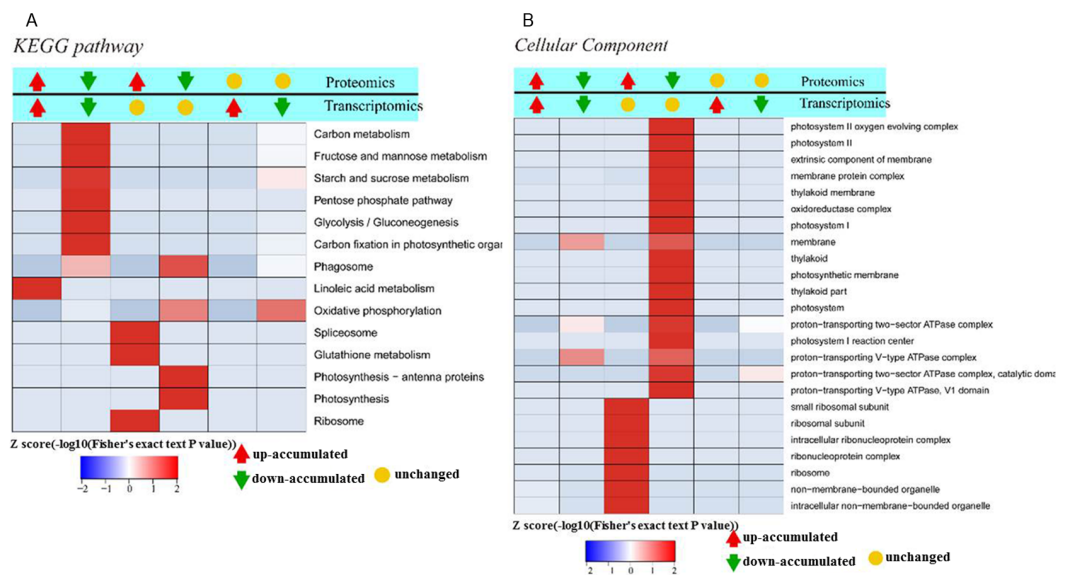 A
KEGG pathway
Proteomics
Transcriptomics
Carbon metabolism
Fructose and mannose metabolism
Starch and sucrose metabolism
Pentose phosphate pathway
Glycolysis / Gluconeogenesis
Carbon fixation in photosynthetic organ
Phagosome
Linoleic acid metabolism
Oxidative phosphorylation
Spliceosome
Glutathione metabolism
Photosynthesis - antenna proteins
Photosynthesis
Ribosome
Z score(-log10(Fisher's exact text P value))
up-accumulated
down-accumulated
unchanged
-2 -1 0 1 2
B
Cellular Component
Proteomics
Transcriptomics
photosystem II oxygen evolving complex
photosystem II
extrinsic component of membrane
membrane protein complex
thylakoid membrane
oxidoreductase complex
photosystem I
membrane
thylakoid
photosynthetic membrane
thylakoid part
photosystem
proton-transporting two-sector ATPase complex
photosystem I reaction center
proton-transporting V-type ATPase complex
proton-transporting two-sector ATPase complex, catalytic doma
proton-transporting V-type ATPase, V1 domain
small ribosomal subunit
ribosomal subunit
intracellular ribonucleoprotein complex
ribonucleoprotein complex
ribosome
non-membrane-bounded organelle
intracellular non-membrane-bounded organelle
Z score(-log10(Fisher's exact text P value))
up-accumulated
down-accumulated
unchanged
2 -1 0 1 2